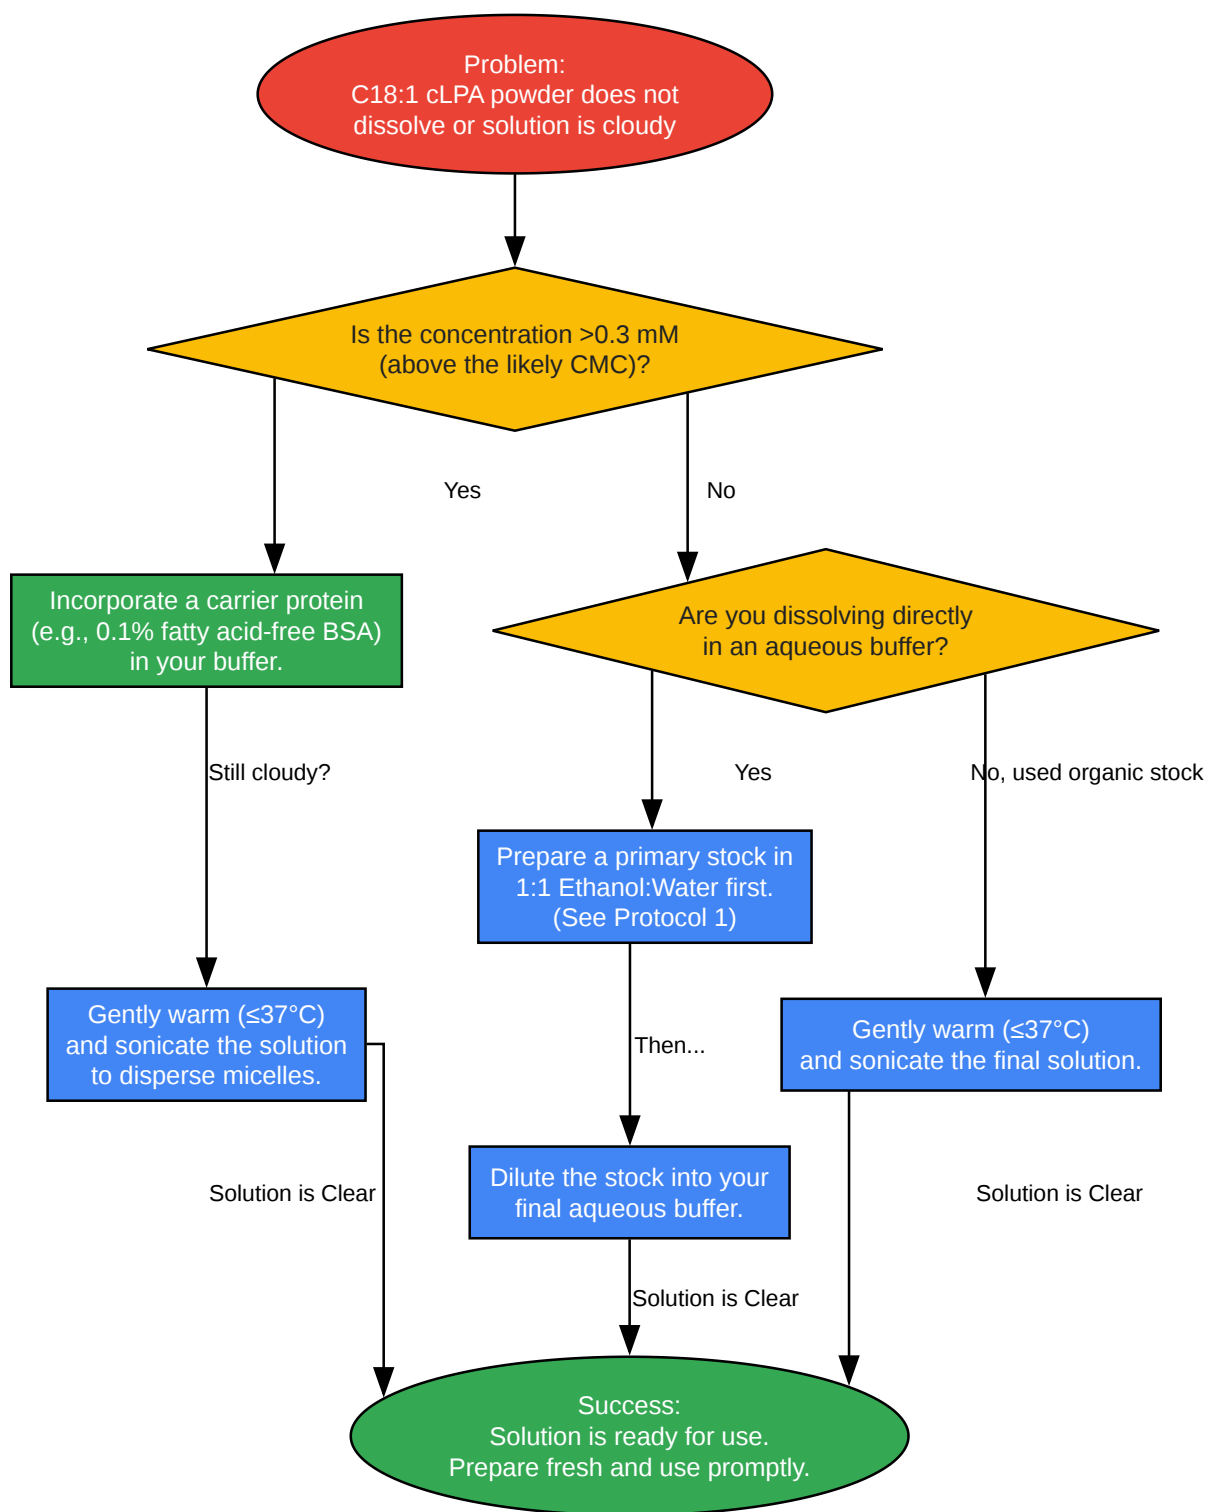 Problem:
C18:1 cLPA powder does not
dissolve or solution is cloudy
Is the concentration >0.3 mM
(above the likely CMC)?
Yes
No
Incorporate a carrier protein
(e.g., 0.1% fatty acid-free BSA)
in your buffer.
Are you dissolving directly
in an aqueous buffer?
Still cloudy?
Yes
No, used organic stock
Prepare a primary stock in
1:1 Ethanol:Water first.
(See Protocol 1)
Gently warm (≤37°C)
and sonicate the solution
to disperse micelles.
Then...
Gently warm (≤37°C)
and sonicate the final solution.
Dilute the stock into your
final aqueous buffer.
Solution is Clear
Solution is Clear
Solution is Clear
Success:
Solution is ready for use.
Prepare fresh and use promptly.